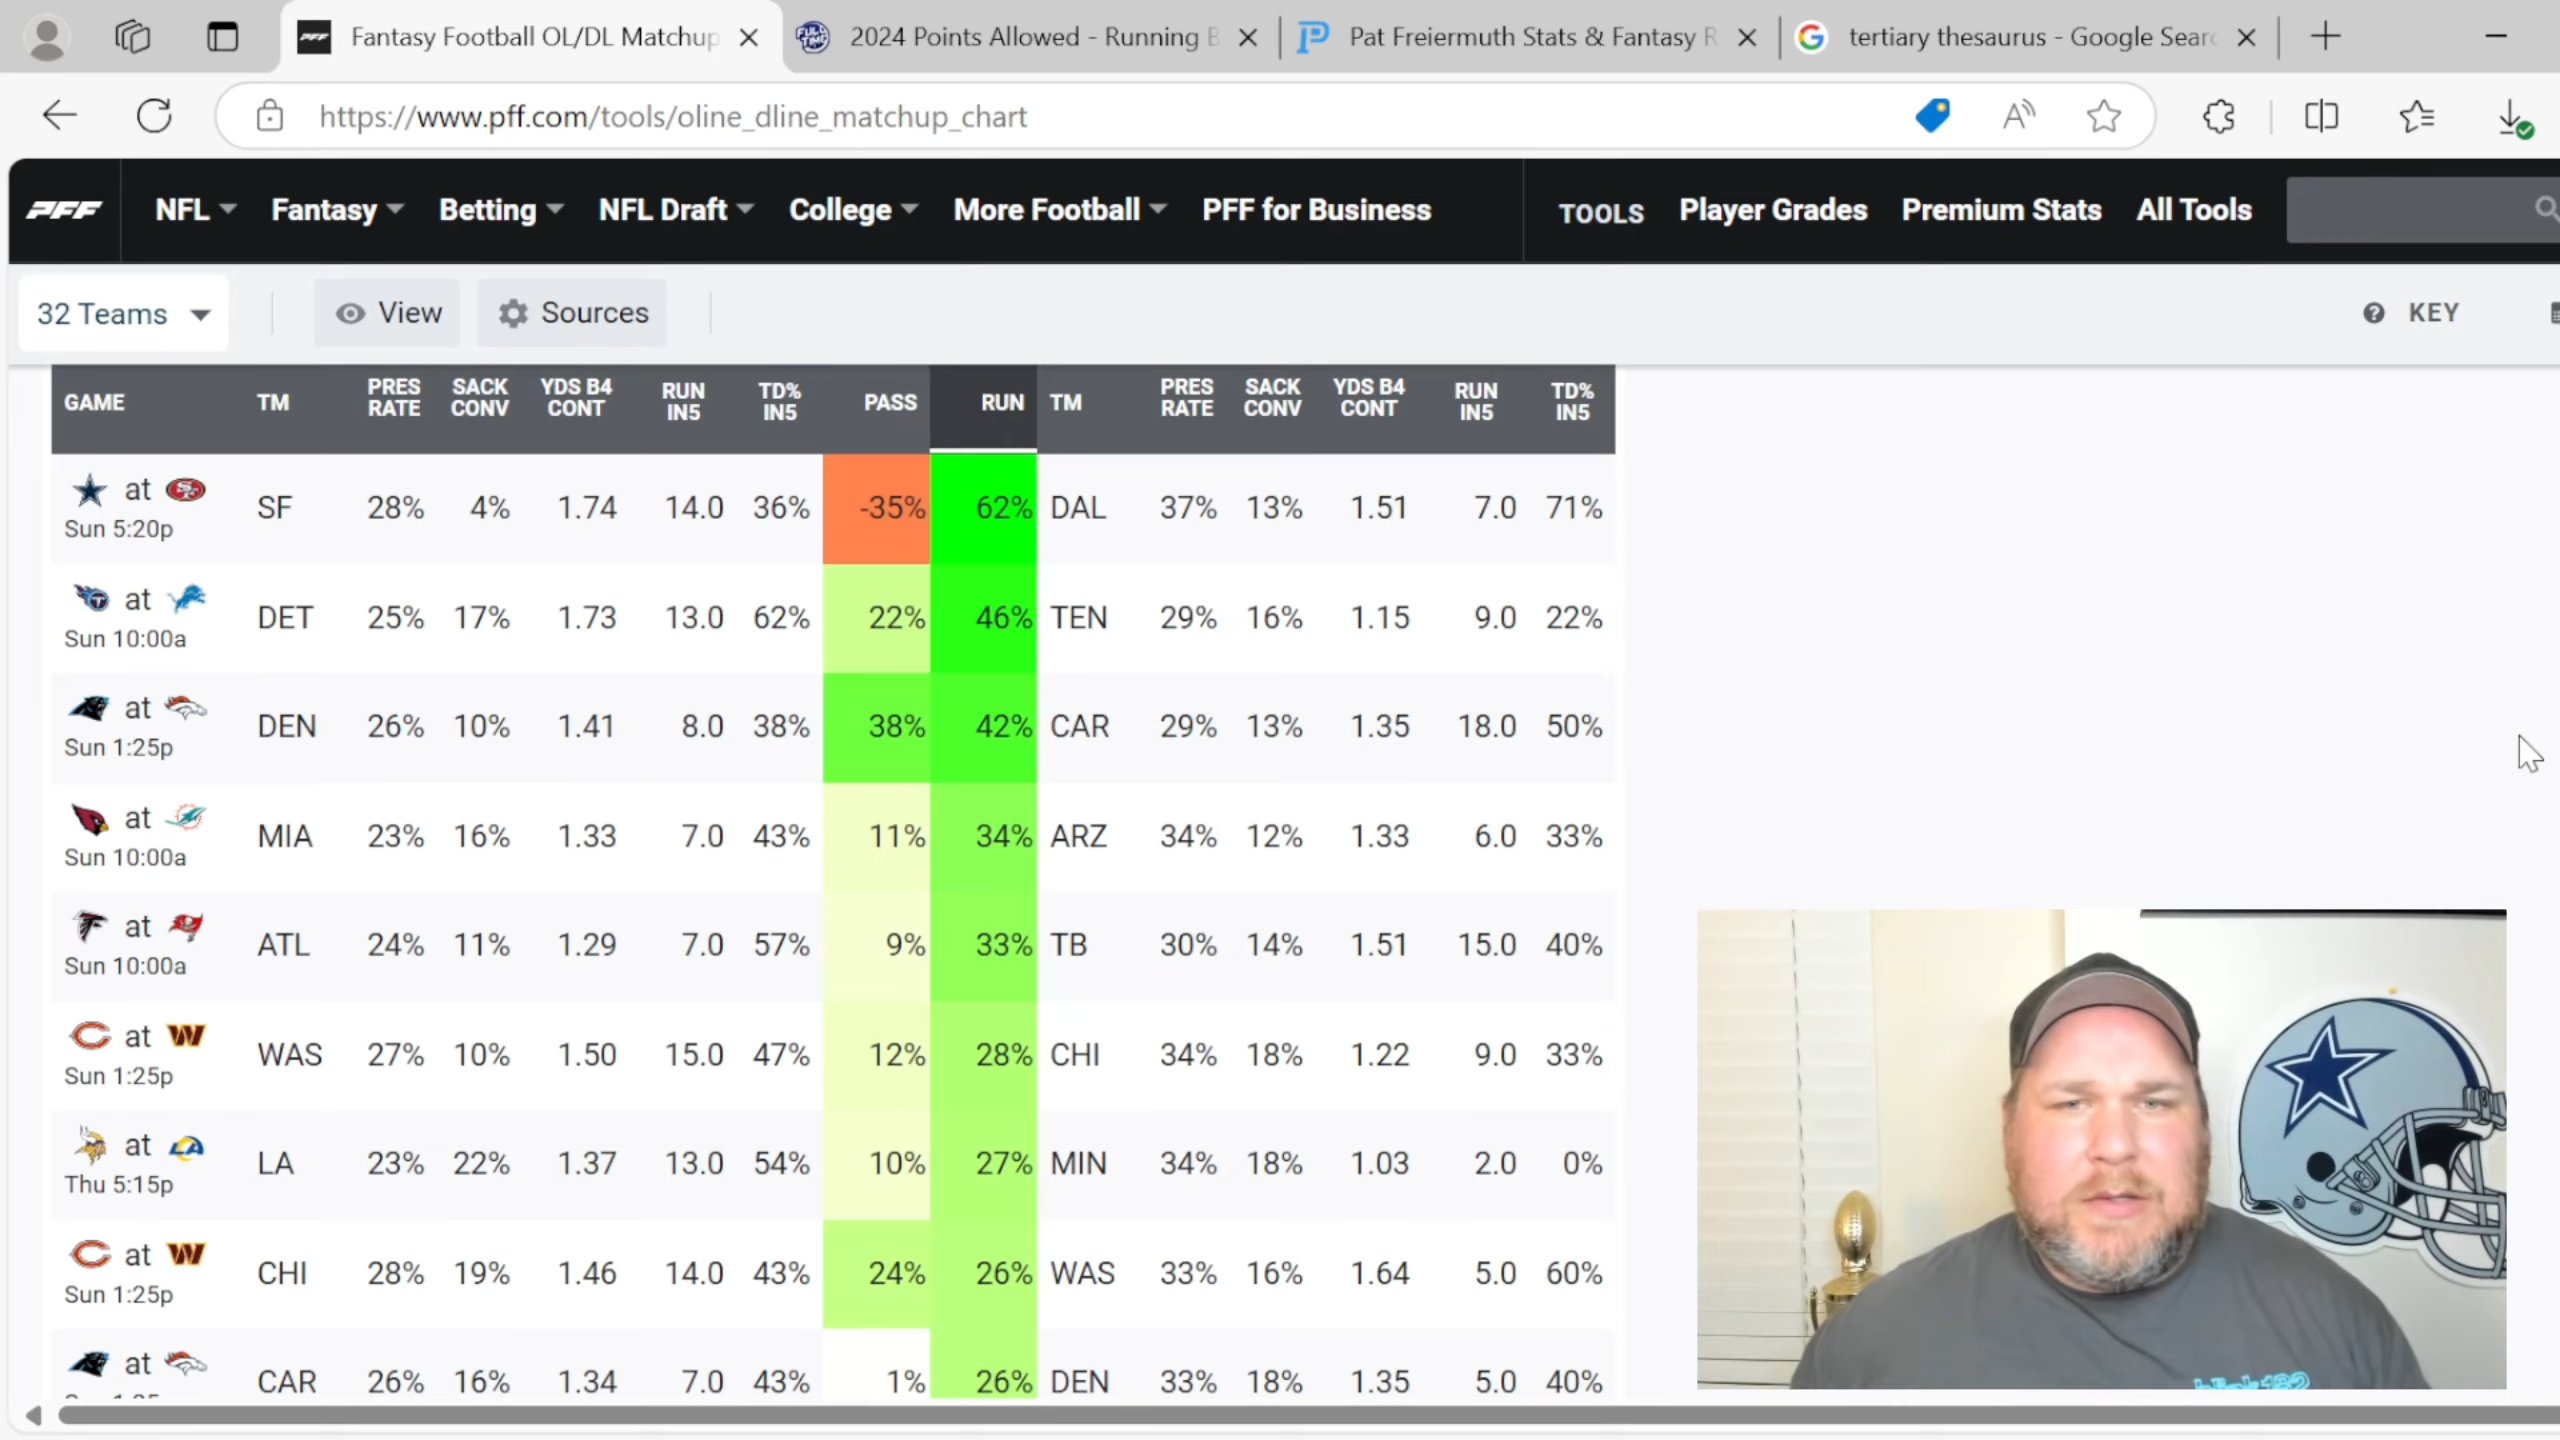 Fantasy Football OL/DL Matchup
2024 Points Allowed - Running B
Pat Freiermuth Stats & Fantasy R
tertiary thesaurus - Google Sear
https://www.pff.com/tools/oline_dline_matchup_chart
PFF NFL Fantasy Betting NFL Draft College More Football PFF for Business TOOLS Player Grades Premium Stats All Tools
32 Teams View Sources KEY
GAME TM PRES RATE SACK CONV YDS B4 CONT RUN IN5 TD% IN5 PASS RUN TM PRES RATE SACK CONV YDS B4 CONT RUN IN5 TD% IN5
at SF 28% 4% 1.74 14.0 36% -35% 62% DAL 37% 13% 1.51 7.0 71%
Sun 5:20p
at DET 25% 17% 1.73 13.0 62% 22% 46% TEN 29% 16% 1.15 9.0 22%
Sun 10:00a
at DEN 26% 10% 1.41 8.0 38% 38% 42% CAR 29% 13% 1.35 18.0 50%
Sun 1:25p
at MIA 23% 16% 1.33 7.0 43% 11% 34% ARZ 34% 12% 1.33 6.0 33%
Sun 10:00a
at ATL 24% 11% 1.29 7.0 57% 9% 33% TB 30% 14% 1.51 15.0 40%
Sun 10:00a
at WAS 27% 10% 1.50 15.0 47% 12% 28% CHI 34% 18% 1.22 9.0 33%
Sun 1:25p
at LA 23% 22% 1.37 13.0 54% 10% 27% MIN 34% 18% 1.03 2.0 0%
Thu 5:15p
at CHI 28% 19% 1.46 14.0 43% 24% 26% WAS 33% 16% 1.64 5.0 60%
Sun 1:25p
at CAR 26% 16% 1.34 7.0 43% 1% 26% DEN 33% 18% 1.35 5.0 40%